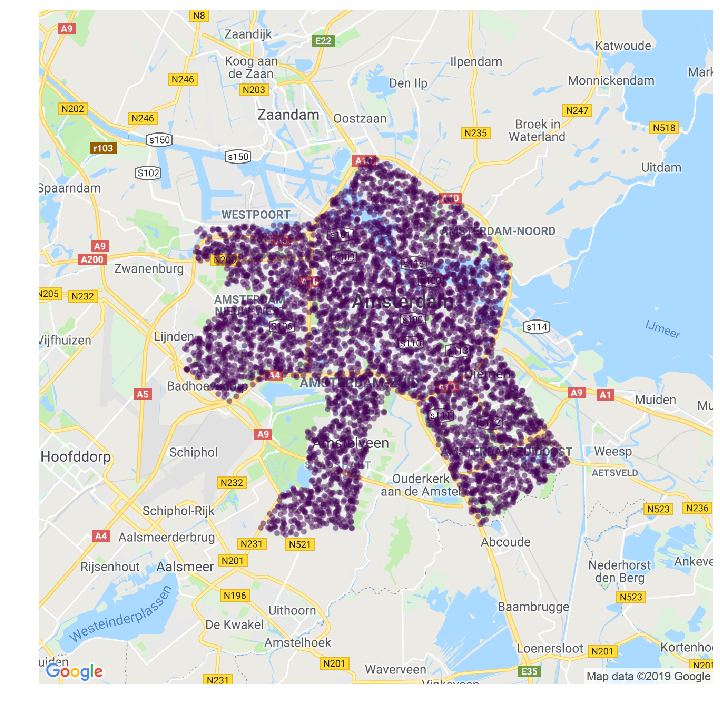 N8
A9
Zaandijk
E22
Katwoude
Koog aan
de Zaan
Ilpendam
Mark
N246
Den Ilp
Monnickendam
N203
N202
N246
Zaandam
Oostzaan
N247
Broek in
Waterland
N518
s150
N235
r103
s150
A10
Uitdam
S102
Spaarndam
A10
WESTPOORT
AMSTERDAM-NOORD
A9
A200
Zwanenburg
N205
N232
AMSTERDAM
Amsterdam
s114
IJmeer
Vijfhuizen
Lijnden
A4
AMSTERDAM
Badhoevedorp
A5
A9
A1
Muiden
Mu
A9
Amstelveen
Schiphol
Hoofddorp
AMSTERDAM-ZUIDOOST
Weesp
Ouderkerk
aan de Amstel
AETSVELD
N232
Schiphol-Rijk
N523
N236
A4
Aalsmeerderbrug
N231
N521
Abcoude
Rijsenhout
Aalsmeer
N201
Nederhorst
den Berg
Ankeve
N196
N523
Westeinderplassen
Uithoorn
Baambrugge
De Kwakel
Amstelhoek
Loenersloot
Kortenho
N201
uiden
N201
Waverveen
N201
Google
N231
Vinkeveen
E35
Map data ©2019 Google